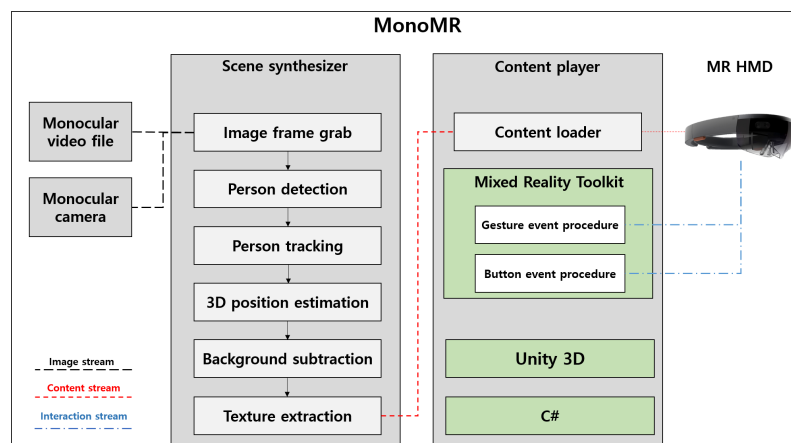 MonoMR
Scene synthesizer
Content player
MR HMD
Monocular
video file
Monocular
camera
Image frame grab
Person detection
Person tracking
3D position estimation
Background subtraction
Texture extraction
Content loader
Mixed Reality Toolkit
Gesture event procedure
Button event procedure
Unity 3D
C#
Image stream
Content stream
Interaction stream